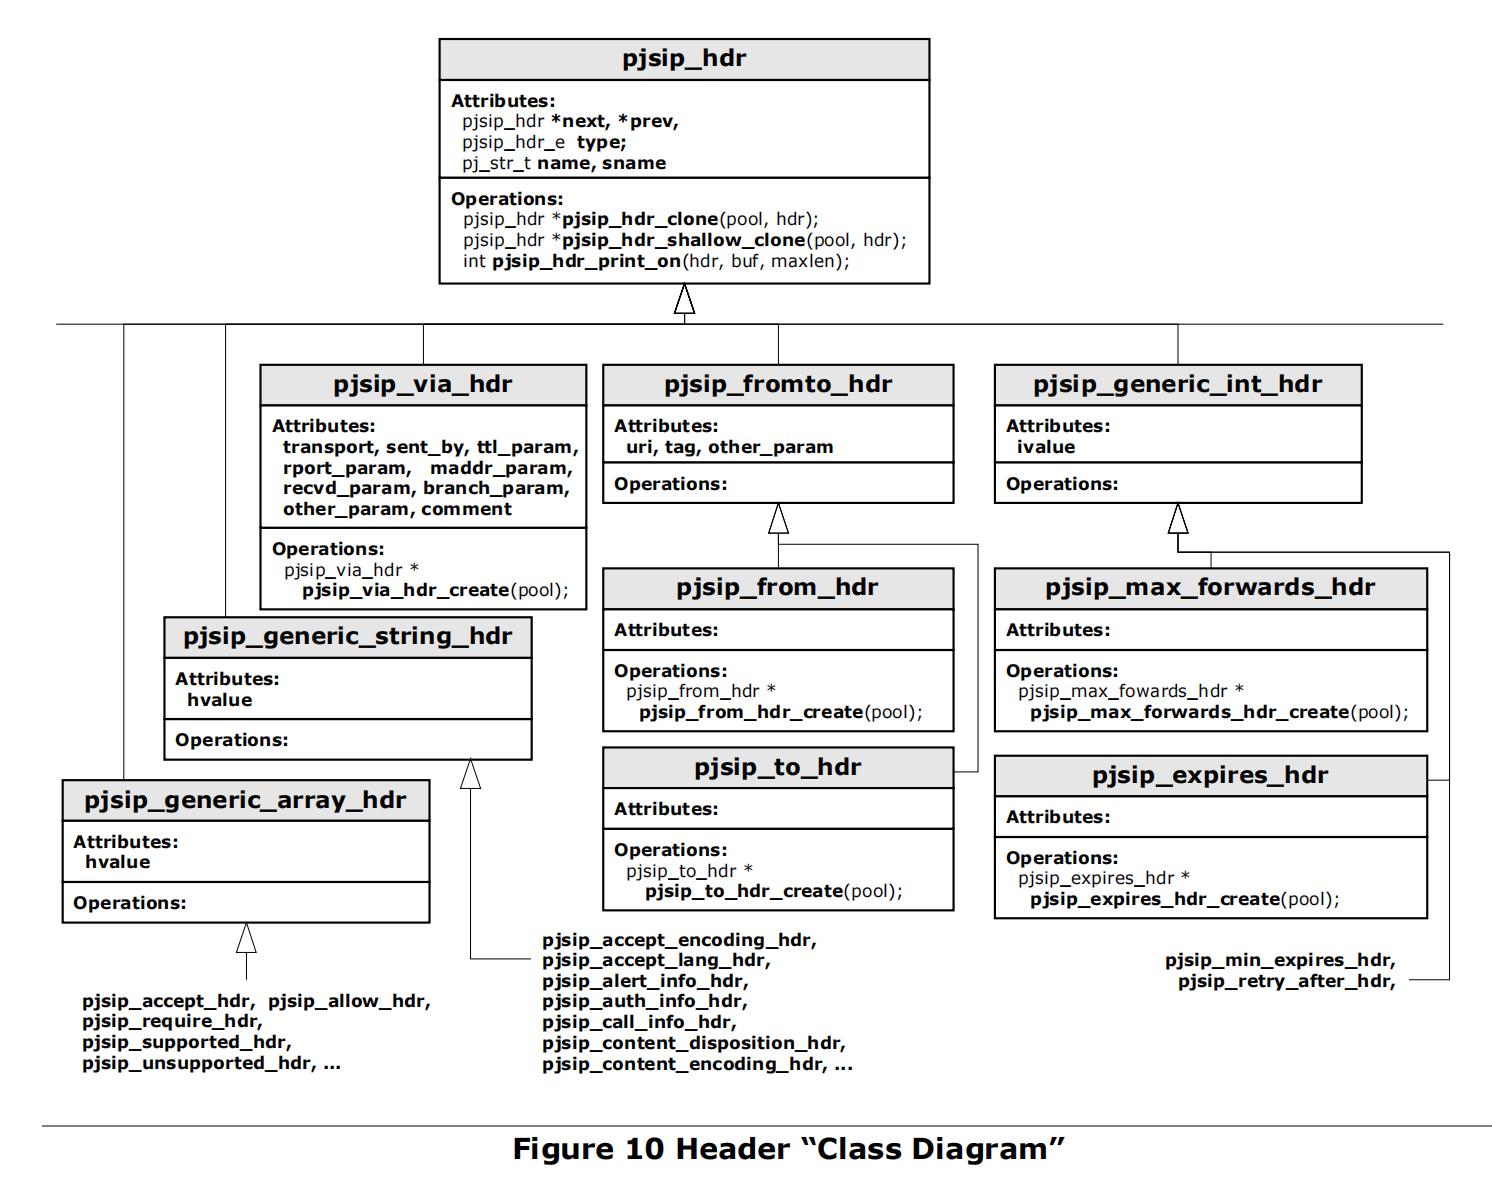 pjsip_hdr
Attributes:
pjsip_hdr *next, *prev,
pjsip_hdr_e type;
pj_str_t name, sname
Operations:
pjsip_hdr *pjsip_hdr_clone(pool, hdr);
pjsip_hdr *pjsip_hdr_shallow_clone(pool, hdr);
int pjsip_hdr_print_on(hdr, buf, maxlen);
pjsip_via_hdr
Attributes:
transport, sent_by, ttl_param,
rport_param, maddr_param,
recvd_param, branch_param,
other_param, comment
Operations:
pjsip_via_hdr *
pjsip_via_hdr_create(pool);
pjsip_fromto_hdr
Attributes:
uri, tag, other_param
Operations:
pjsip_generic_int_hdr
Attributes:
ivalue
Operations:
pjsip_from_hdr
Attributes:
Operations:
pjsip_from_hdr *
pjsip_from_hdr_create(pool);
pjsip_max_forwards_hdr
Attributes:
Operations:
pjsip_max_fowards_hdr *
pjsip_max_forwards_hdr_create(pool);
pjsip_generic_string_hdr
Attributes:
hvalue
Operations:
pjsip_to_hdr
Attributes:
Operations:
pjsip_to_hdr *
pjsip_to_hdr_create(pool);
pjsip_expires_hdr
Attributes:
Operations:
pjsip_expires_hdr *
pjsip_expires_hdr_create(pool);
pjsip_generic_array_hdr
Attributes:
hvalue
Operations:
pjsip_accept_hdr, pjsip_allow_hdr,
pjsip_require_hdr,
pjsip_supported_hdr,
pjsip_unsupported_hdr, ...
pjsip_accept_encoding_hdr,
pjsip_accept_lang_hdr,
pjsip_alert_info_hdr,
pjsip_auth_info_hdr,
pjsip_call_info_hdr,
pjsip_content_disposition_hdr,
pjsip_content_encoding_hdr, ...
pjsip_min_expires_hdr,
pjsip_retry_after_hdr,
Figure 10 Header “Class Diagram”